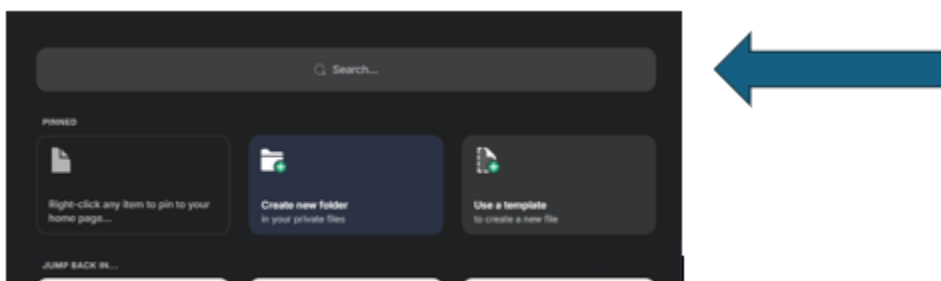 Search...
PINNED
Right-click any item to pin to your
home page...
Create new folder
in your private files
Use a template
to create a new file
JUMP BACK IN...